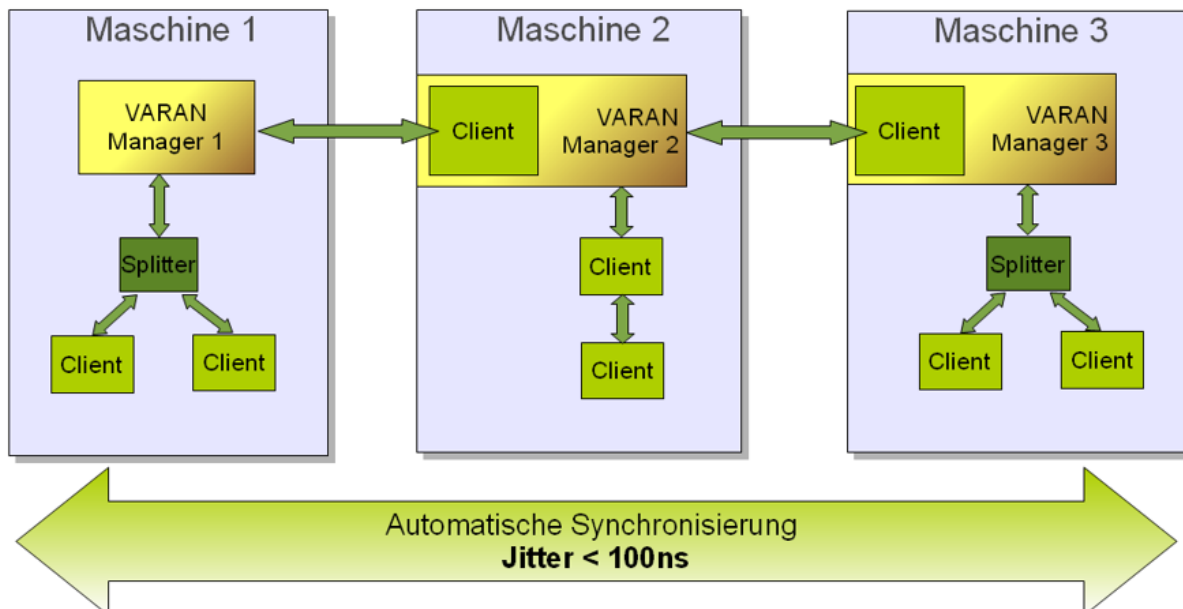 Maschine 1
Maschine 2
Maschine 3
VARAN
Manager 1
Client
VARAN
Manager 2
Client
VARAN
Manager 3
Splitter
Client
Client
Client
Client
Splitter
Client
Client
Automatische Synchronisierung
Jitter < 100ns